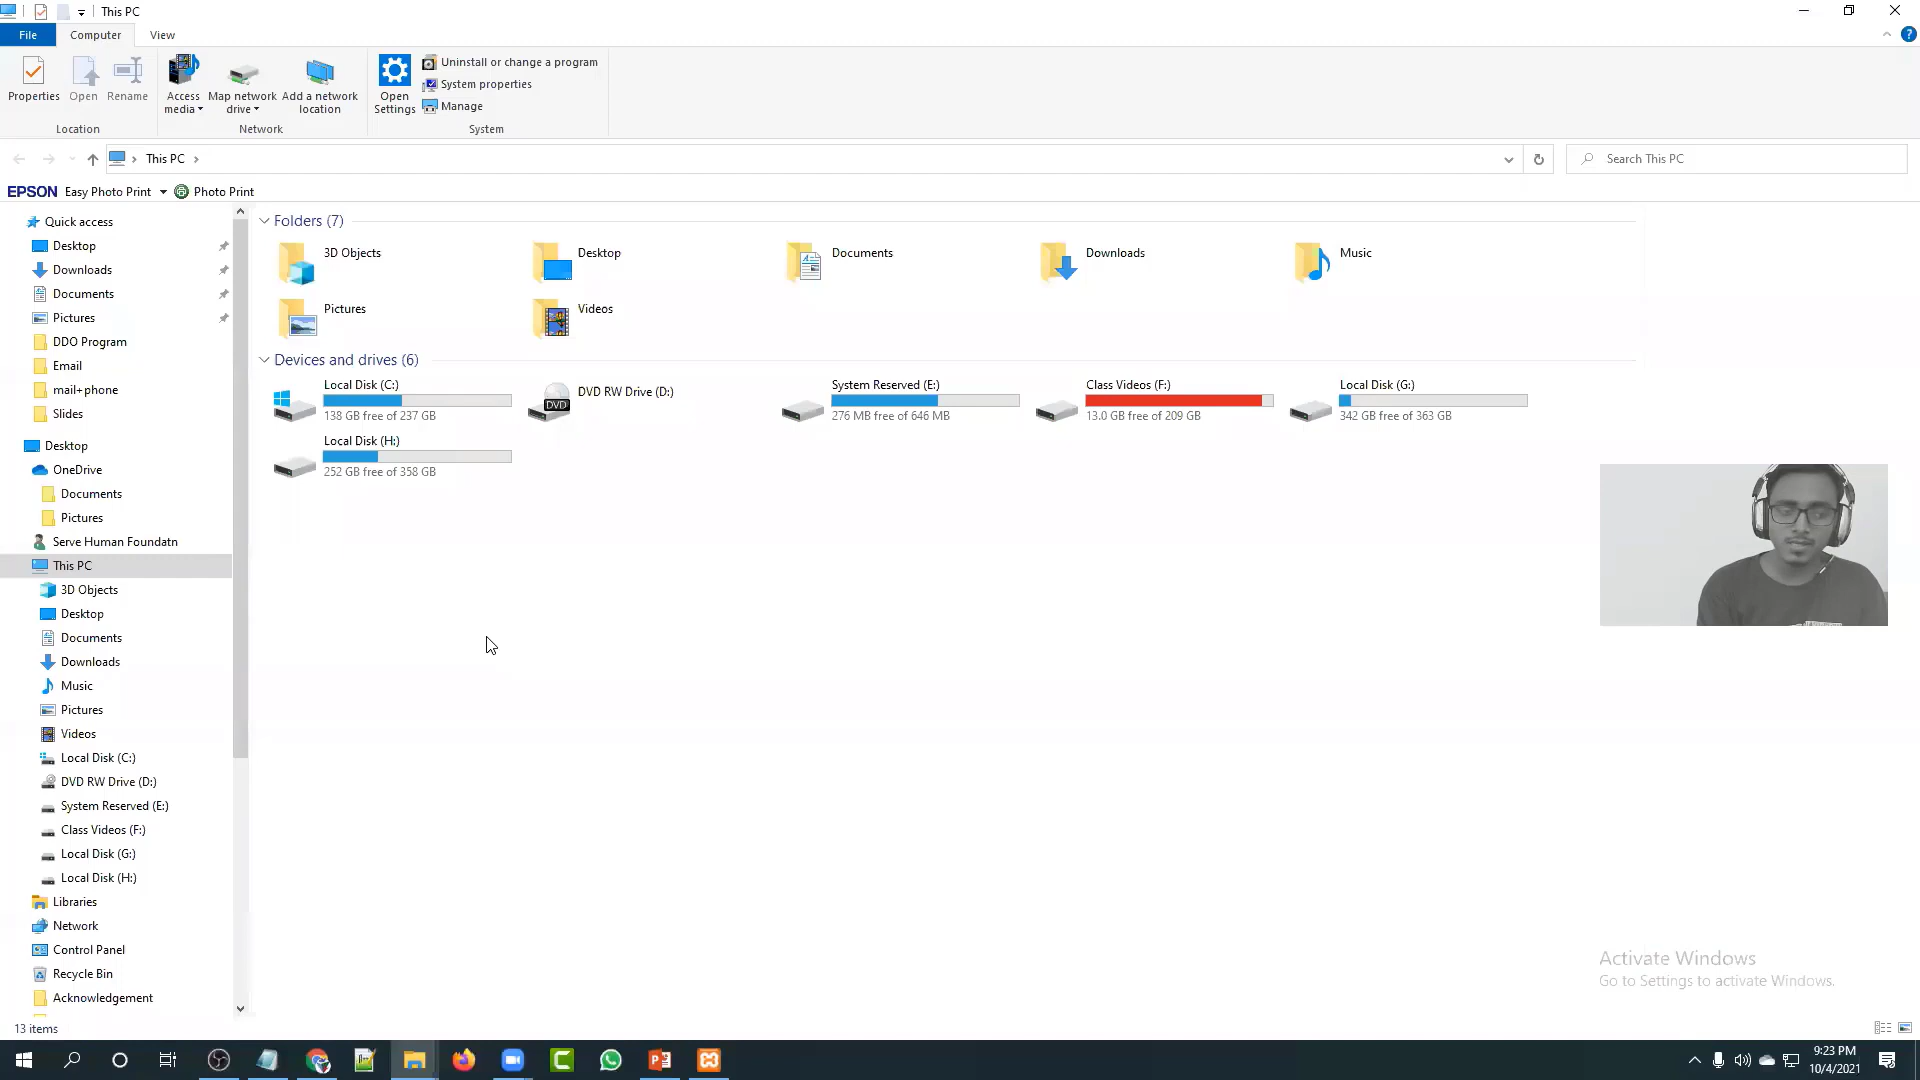 This PC
File
Computer
View
Properties
Open
Rename
Access media
Map network drive
Add a network location
Open Settings
Uninstall or change a program
System properties
Manage
Location
Network
System
This PC
Search This PC
EPSON Easy Photo Print
Photo Print
Quick access
Desktop
Downloads
Documents
Pictures
DDO Program
Email
mail+phone
Slides
Desktop
OneDrive
Documents
Pictures
Serve Human Foundatn
This PC
3D Objects
Desktop
Documents
Downloads
Music
Pictures
Videos
Local Disk (C:)
DVD RW Drive (D:)
System Reserved (E:)
Class Videos (F:)
Local Disk (G:)
Local Disk (H:)
Libraries
Network
Control Panel
Recycle Bin
Acknowledgement
Folders (7)
3D Objects
Desktop
Documents
Downloads
Music
Pictures
Videos
Devices and drives (6)
Local Disk (C:)
138 GB free of 237 GB
DVD RW Drive (D:)
DVD
System Reserved (E:)
276 MB free of 646 MB
Class Videos (F:)
13.0 GB free of 209 GB
Local Disk (G:)
342 GB free of 363 GB
Local Disk (H:)
252 GB free of 358 GB
Activate Windows
Go to Settings to activate Windows.
13 items
9:23 PM
10/4/2021